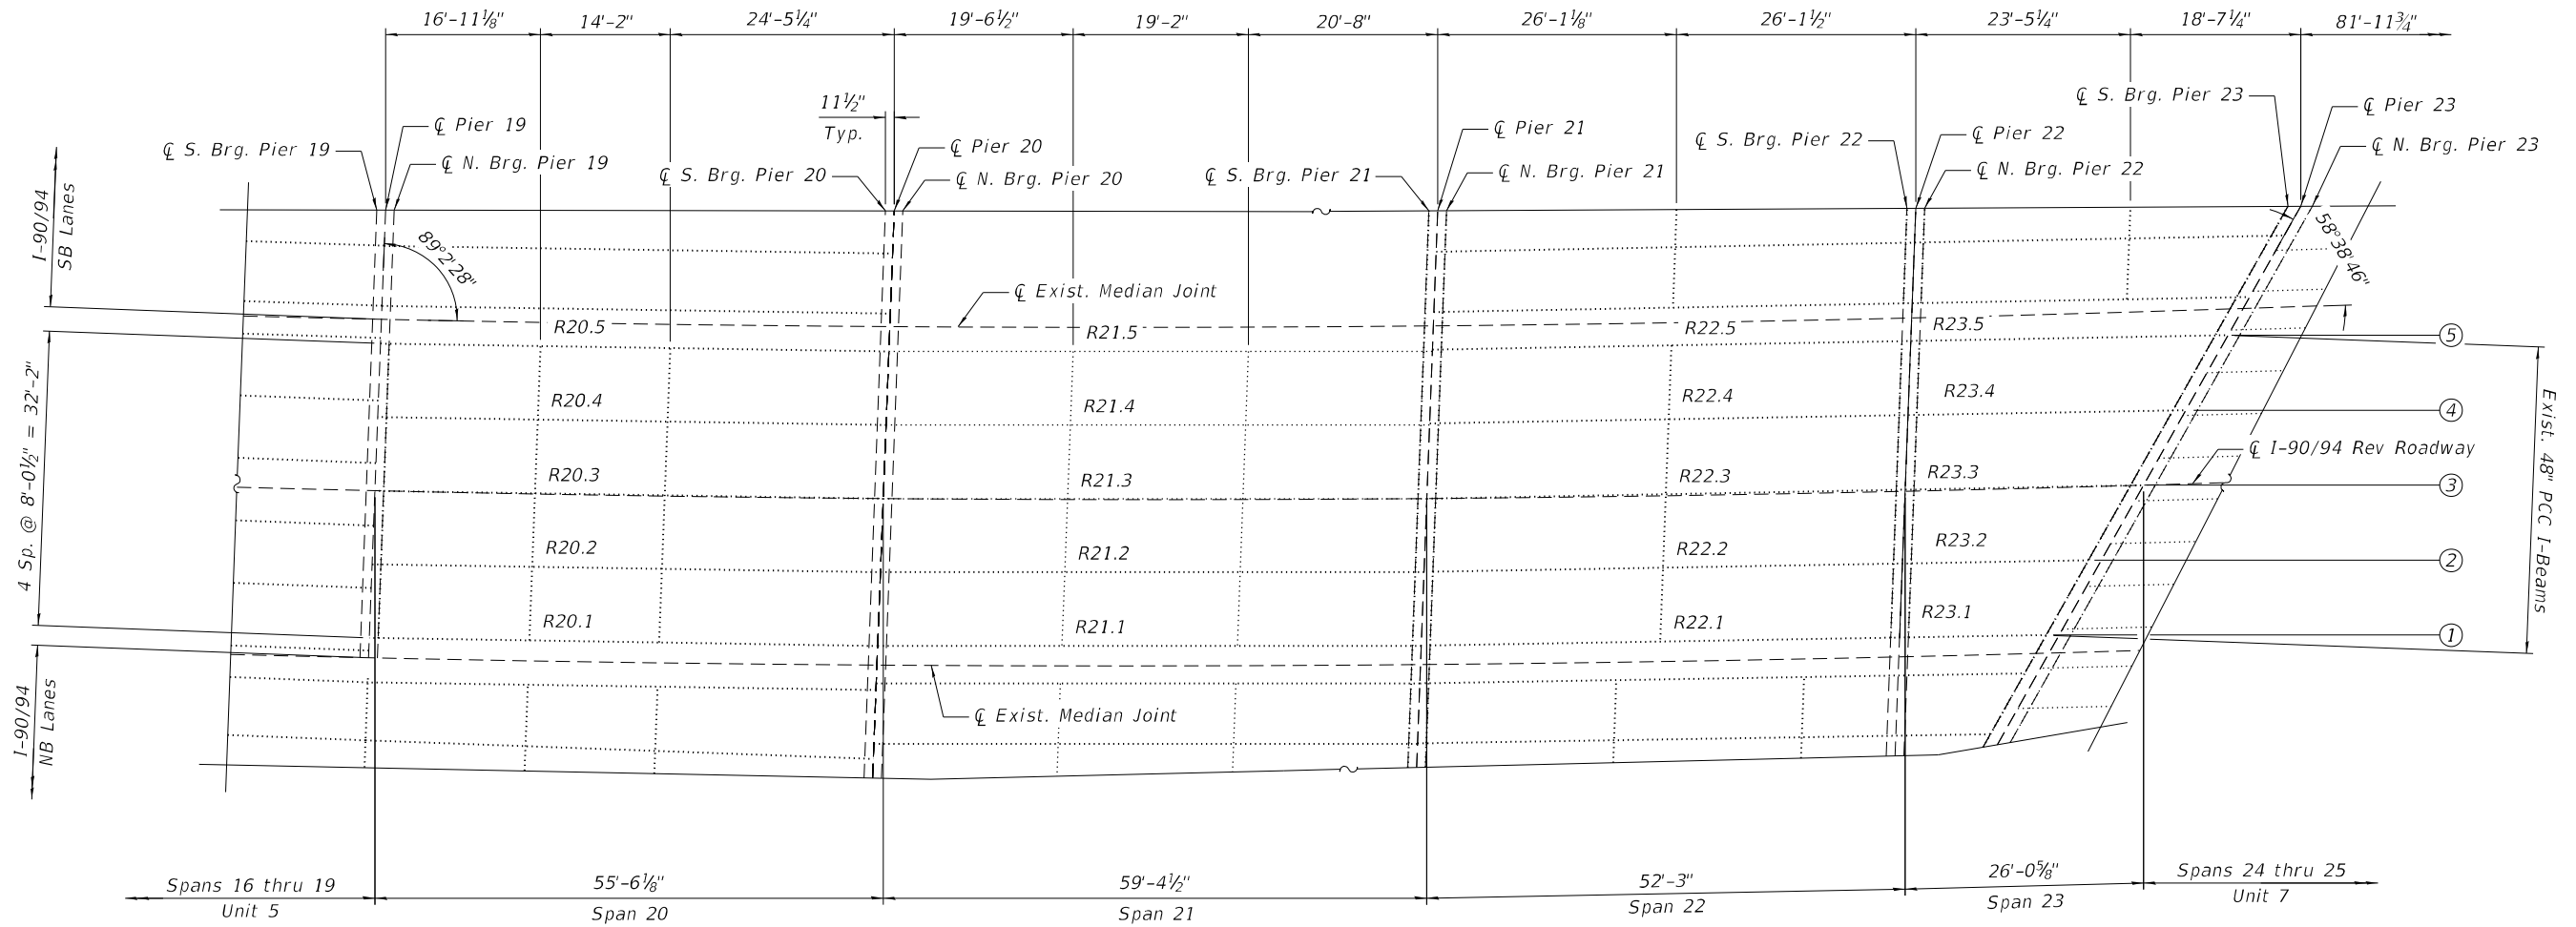 16'-11⅛" 14'-2" 24'-5¼" 19'-6½" 19'-2" 20'-8" 26'-1⅛" 26'-1½" 23'-5¼" 18'-7¼" 81'-11¾"
11½"
Typ.
℄ S. Brg. Pier 19
℄ Pier 19
℄ N. Brg. Pier 19
℄ S. Brg. Pier 20
℄ Pier 20
℄ N. Brg. Pier 20
℄ S. Brg. Pier 21
℄ Pier 21
℄ N. Brg. Pier 21
℄ S. Brg. Pier 22
℄ Pier 22
℄ N. Brg. Pier 22
℄ S. Brg. Pier 23
℄ Pier 23
℄ N. Brg. Pier 23
I-90/94
SB Lanes
89°2'28"
58°38'46"
℄ Exist. Median Joint
R20.5 R21.5 R22.5 R23.5
R20.4 R21.4 R22.4 R23.4
R20.3 R21.3 R22.3 R23.3
R20.2 R21.2 R22.2 R23.2
R20.1 R21.1 R22.1 R23.1
5
4
℄ I-90/94 Rev Roadway
3
2
1
4 Sp. @ 8'-0½" = 32'-2"
Exist. 48" PCC I-Beams
I-90/94
NB Lanes
℄ Exist. Median Joint
Spans 16 thru 19
Unit 5
55'-6⅛"
Span 20
59'-4½"
Span 21
52'-3"
Span 22
26'-0⅝"
Span 23
Spans 24 thru 25
Unit 7